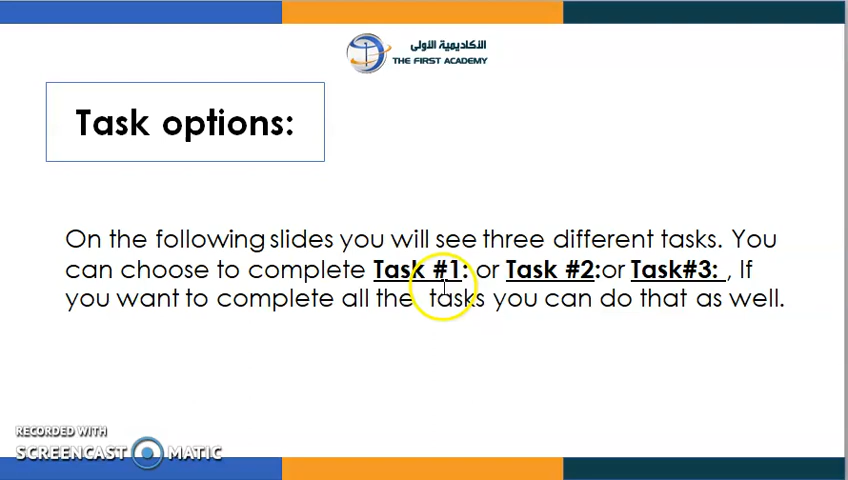 الأكاديمية الأولى
THE FIRST ACADEMY
Task options:
On the following slides you will see three different tasks. You
can choose to complete Task #1: or Task #2:or Task#3: , If
you want to complete all the tasks you can do that as well.
RECORDED WITH
SCREENCAST MATIC